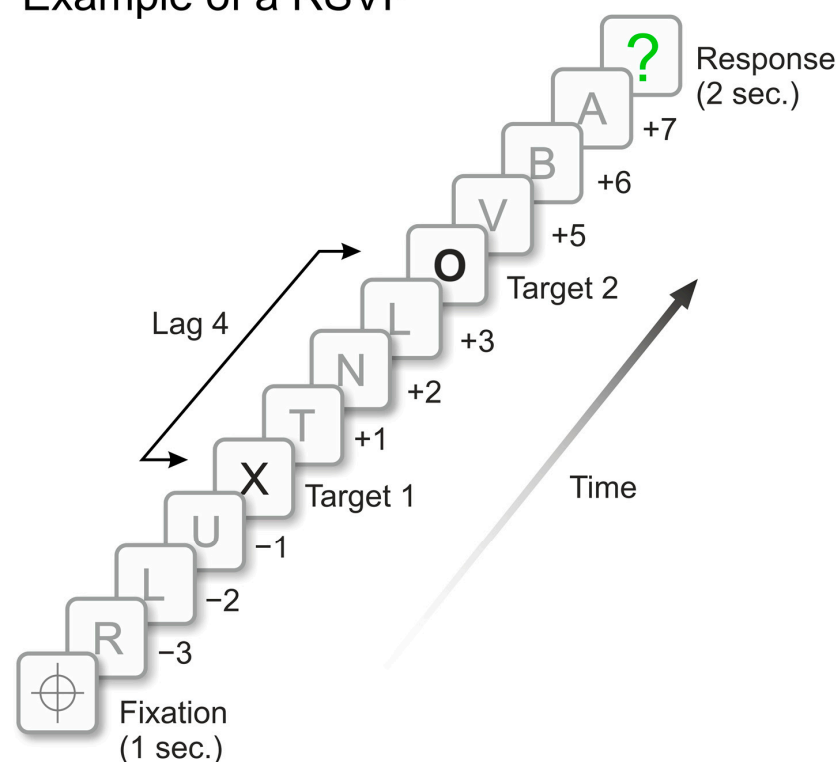 Example of a RSVP
?
Response
(2 sec.)
A
+7
B
+6
V
+5
O
Target 2
Lag 4
L
+3
N
+2
T
+1
X
Target 1
Time
U
−1
L
−2
R
−3
Fixation
(1 sec.)